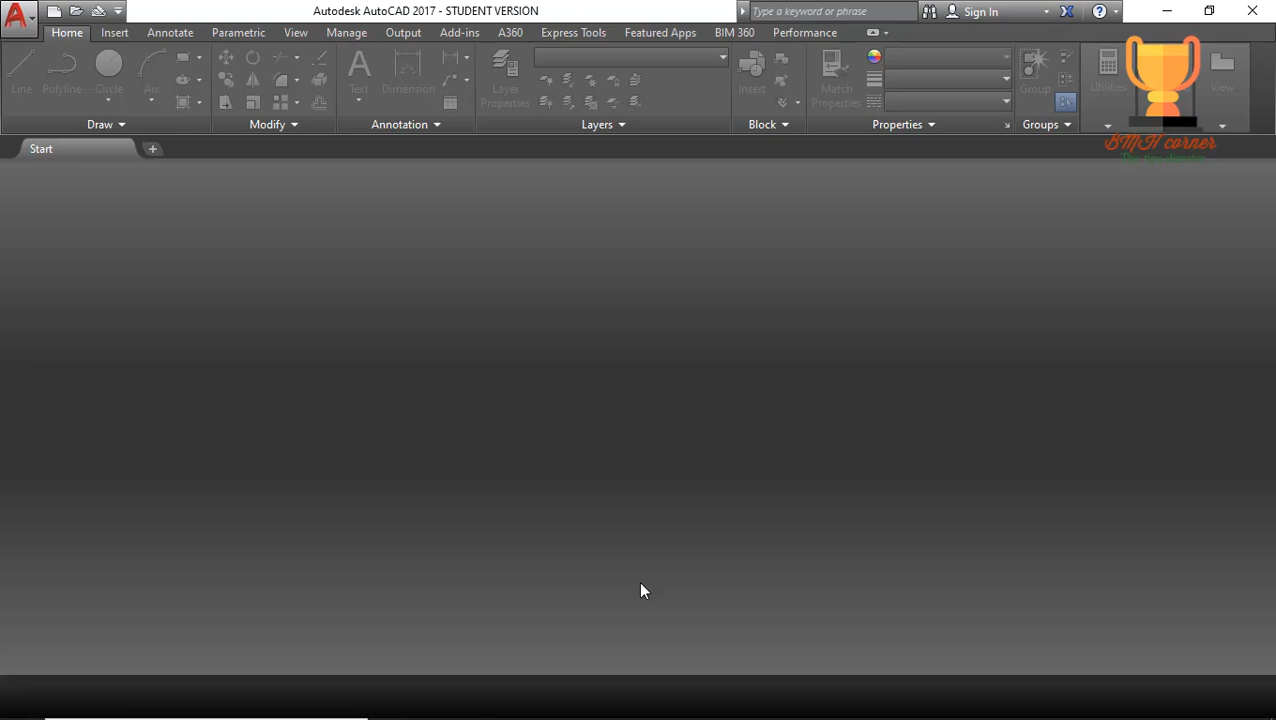 Autodesk AutoCAD 2017 - STUDENT VERSION
Type a keyword or phrase
Sign In
Home Insert Annotate Parametric View Manage Output Add-ins A360 Express Tools Featured Apps BIM 360 Performance
Line Polyline Circle Arc
Text Dimension
Layer Properties
Insert
Match Properties
Group
Utilities
View
Draw Modify Annotation Layers Block Properties Groups
BMH corner
Start